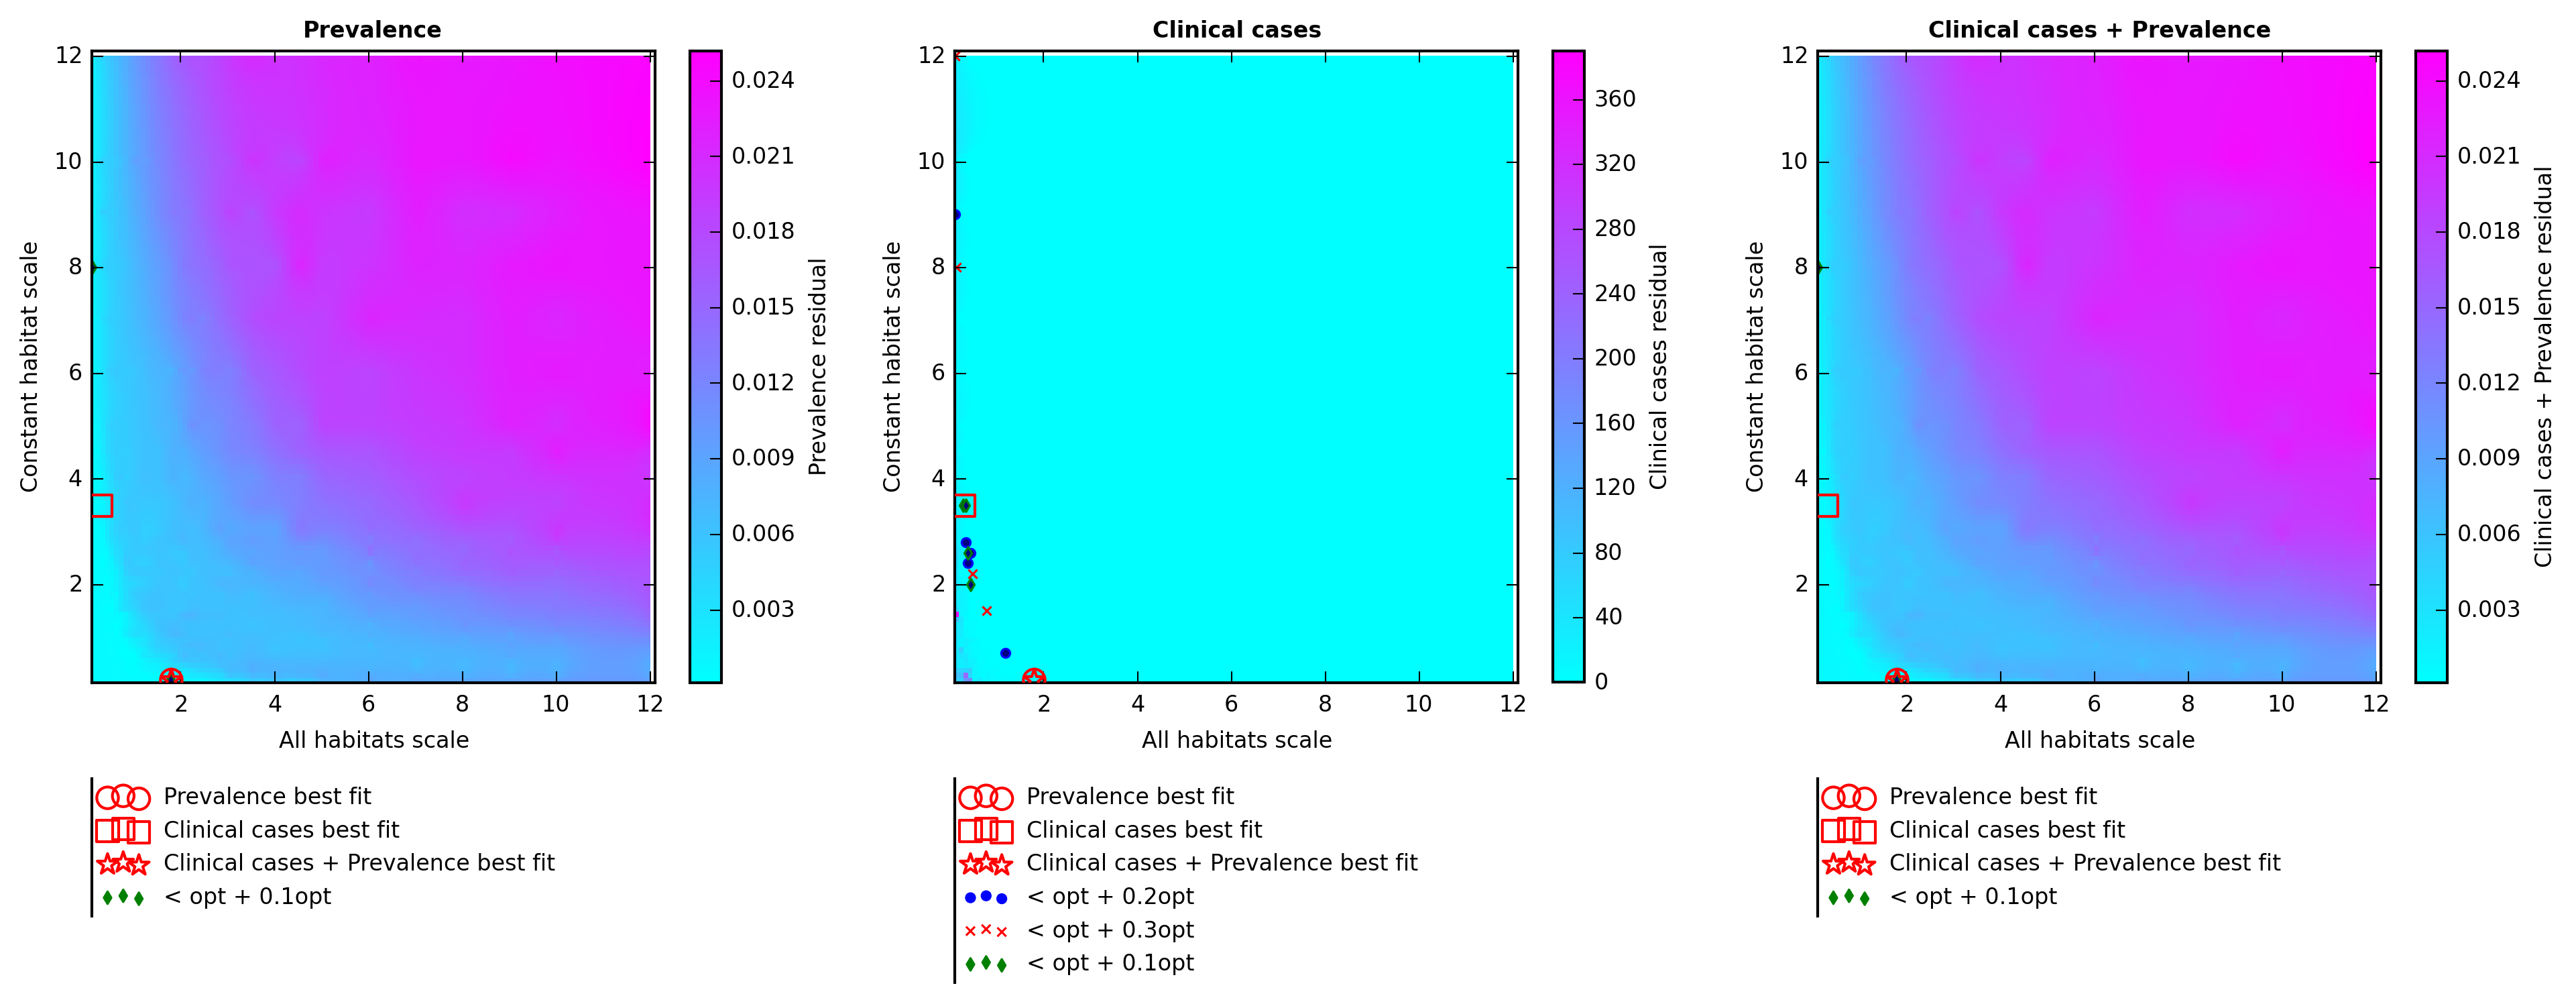 Prevalence
12
10
8
6
4
2
Constant habitat scale
2 4 6 8 10 12
All habitats scale
0.024
0.021
0.018
0.015
0.012
0.009
0.006
0.003
Prevalence residual
Prevalence best fit
Clinical cases best fit
Clinical cases + Prevalence best fit
< opt + 0.1opt
Clinical cases
12
10
8
6
4
2
Constant habitat scale
2 4 6 8 10 12
All habitats scale
360
320
280
240
200
160
120
80
40
0
Clinical cases residual
Prevalence best fit
Clinical cases best fit
Clinical cases + Prevalence best fit
< opt + 0.2opt
< opt + 0.3opt
< opt + 0.1opt
Clinical cases + Prevalence
12
10
8
6
4
2
Constant habitat scale
2 4 6 8 10 12
All habitats scale
0.024
0.021
0.018
0.015
0.012
0.009
0.006
0.003
Clinical cases + Prevalence residual
Prevalence best fit
Clinical cases best fit
Clinical cases + Prevalence best fit
< opt + 0.1opt